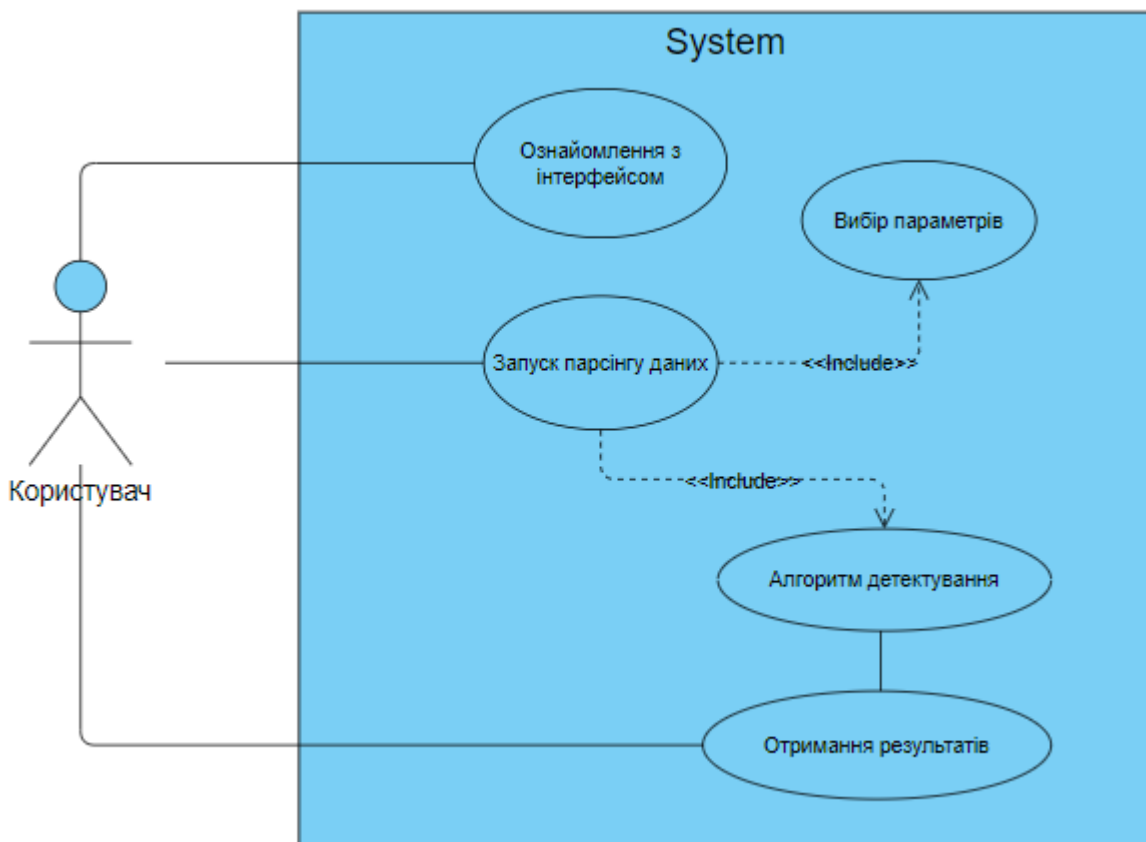 System
Ознайомлення з
інтерфейсом
Вибір параметрів
Запуск парсінгу даних
<<Include>>
Користувач
<<Include>>
Алгоритм детектування
Отримання результатів